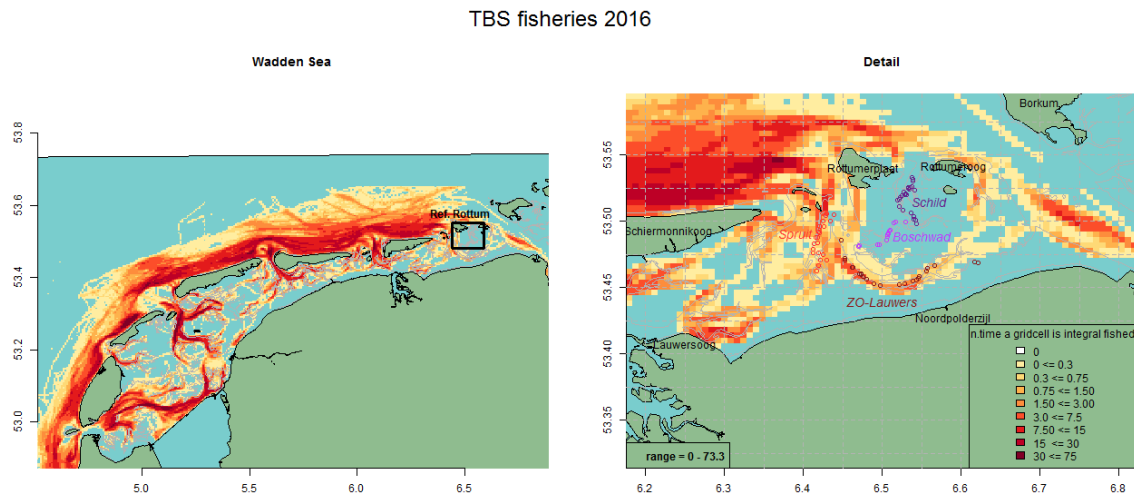 TBS fisheries 2016
Wadden Sea
53.8
53.6
53.4
53.2
53.0
5.0
5.5
6.0
6.5
Ref. Rottum
Detail
53.55
53.50
53.45
53.40
53.35
6.2
6.3
6.4
6.5
6.6
6.7
6.8
Borkum
Rottumerplaat
Rottumeroog
Schild
Schiermonnikoog
Spruit
Boschwad
ZO-Lauwers
Noordpolderzijl
Lauwersoog
n.time a gridcell is integral fished
0
0 <= 0.3
0.3 <= 0.75
0.75 <= 1.50
1.50 <= 3.00
3.0 <= 7.5
7.50 <= 15
15 <= 30
30 <= 75
range = 0 - 73.3